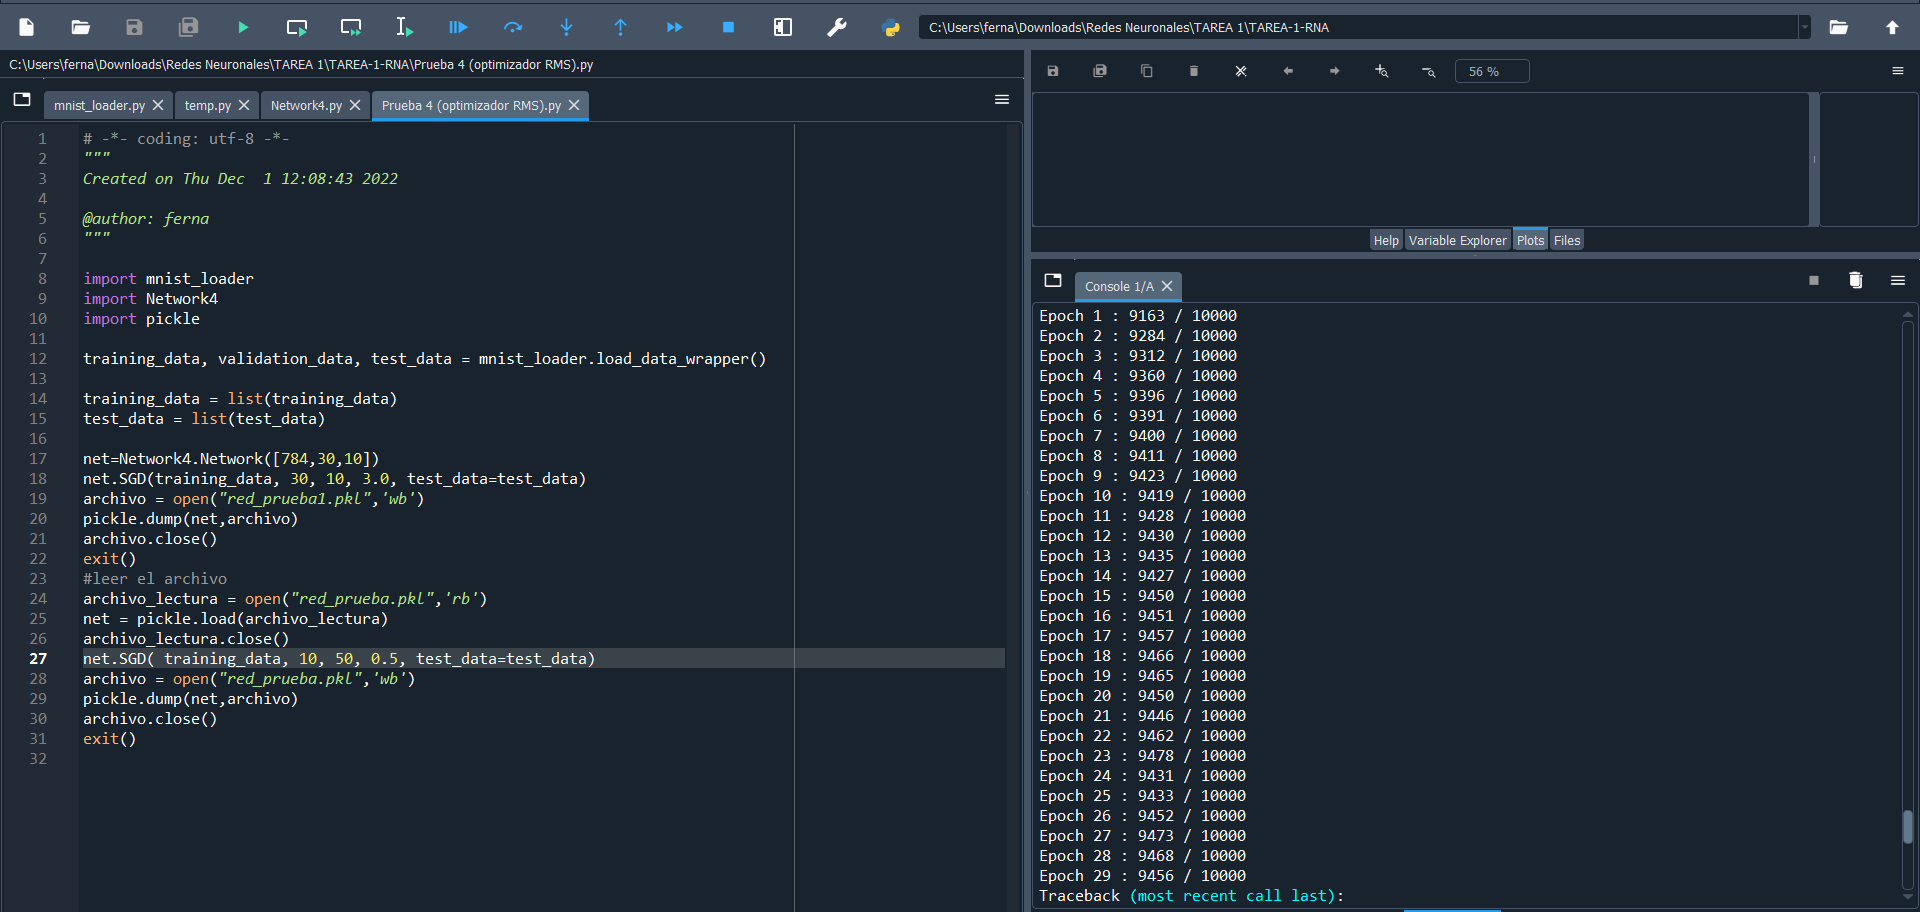 C:\Users\ferna\Downloads\Redes Neuronales\TAREA 1\TAREA-1-RNA
C:\Users\ferna\Downloads\Redes Neuronales\TAREA 1\TAREA-1-RNA\Prueba 4 (optimizador RMS).py
mnist_loader.py
temp.py
Network4.py
Prueba 4 (optimizador RMS).py
1 # -*- coding: utf-8 -*-
2 """
3 Created on Thu Dec  1 12:08:43 2022
4
5 @author: ferna
6 """
7
8 import mnist_loader
9 import Network4
10 import pickle
11
12 training_data, validation_data, test_data = mnist_loader.load_data_wrapper()
13
14 training_data = list(training_data)
15 test_data = list(test_data)
16
17 net=Network4.Network([784,30,10])
18 net.SGD(training_data, 30, 10, 3.0, test_data=test_data)
19 archivo = open("red_prueba1.pkl",'wb')
20 pickle.dump(net,archivo)
21 archivo.close()
22 exit()
23 #leer el archivo
24 archivo_lectura = open("red_prueba.pkl",'rb')
25 net = pickle.load(archivo_lectura)
26 archivo_lectura.close()
27 net.SGD( training_data, 10, 50, 0.5, test_data=test_data)
28 archivo = open("red_prueba.pkl",'wb')
29 pickle.dump(net,archivo)
30 archivo.close()
31 exit()
32
56 %
Help
Variable Explorer
Plots
Files
Console 1/A
Epoch 1 : 9163 / 10000
Epoch 2 : 9284 / 10000
Epoch 3 : 9312 / 10000
Epoch 4 : 9360 / 10000
Epoch 5 : 9396 / 10000
Epoch 6 : 9391 / 10000
Epoch 7 : 9400 / 10000
Epoch 8 : 9411 / 10000
Epoch 9 : 9423 / 10000
Epoch 10 : 9419 / 10000
Epoch 11 : 9428 / 10000
Epoch 12 : 9430 / 10000
Epoch 13 : 9435 / 10000
Epoch 14 : 9427 / 10000
Epoch 15 : 9450 / 10000
Epoch 16 : 9451 / 10000
Epoch 17 : 9457 / 10000
Epoch 18 : 9466 / 10000
Epoch 19 : 9465 / 10000
Epoch 20 : 9450 / 10000
Epoch 21 : 9446 / 10000
Epoch 22 : 9462 / 10000
Epoch 23 : 9478 / 10000
Epoch 24 : 9431 / 10000
Epoch 25 : 9433 / 10000
Epoch 26 : 9452 / 10000
Epoch 27 : 9473 / 10000
Epoch 28 : 9468 / 10000
Epoch 29 : 9456 / 10000
Traceback (most recent call last):